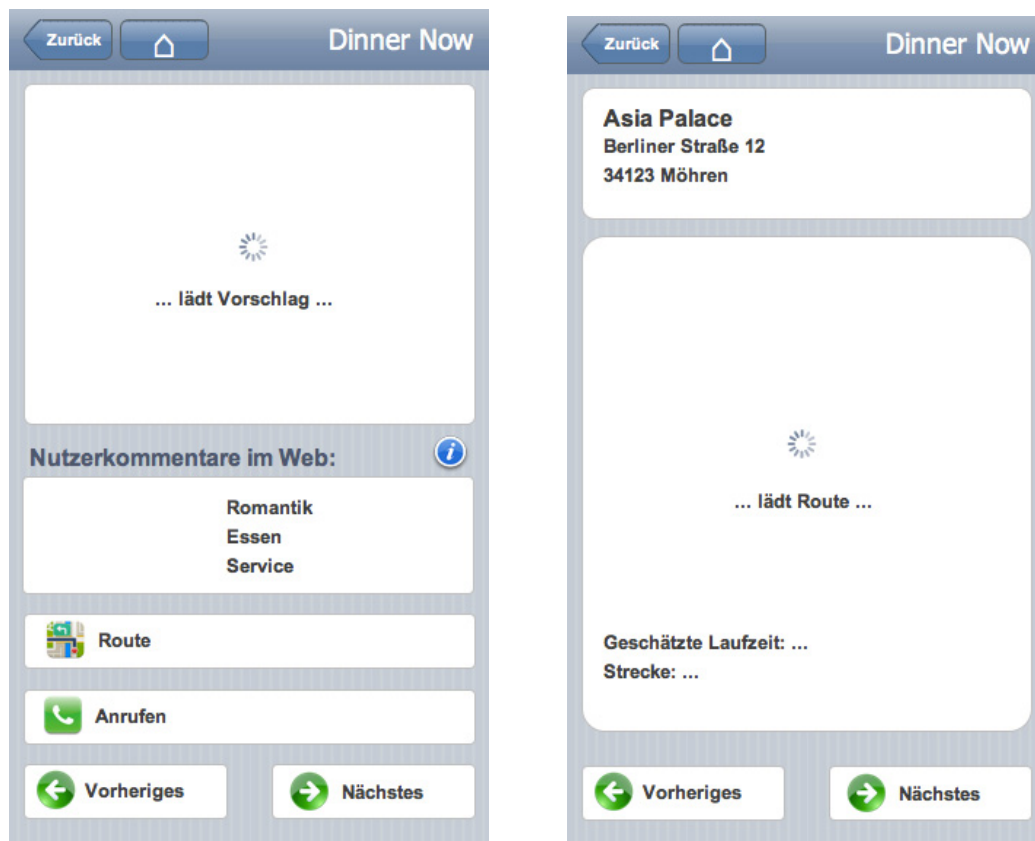 Zurück
Dinner Now
... lädt Vorschlag ...
Nutzerkommentare im Web:
Romantik
Essen
Service
Route
Anrufen
Vorheriges
Nächstes
Zurück
Dinner Now
Asia Palace
Berliner Straße 12
34123 Möhren
... lädt Route ...
Geschätzte Laufzeit: ...
Strecke: ...
Vorheriges
Nächstes